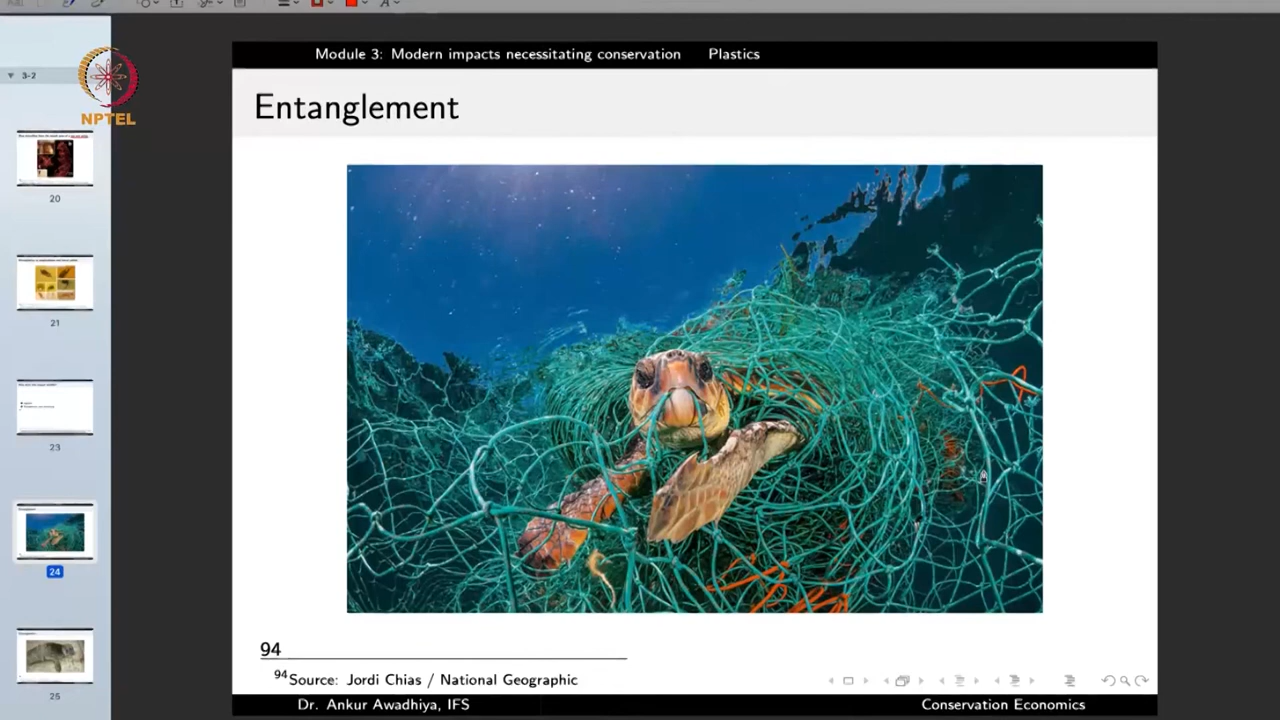 Module 3: Modern impacts necessitating conservation Plastics
3-2
NPTEL
Entanglement
20
21
23
24
25
94
94Source: Jordi Chias / National Geographic
Dr. Ankur Awadhiya, IFS Conservation Economics